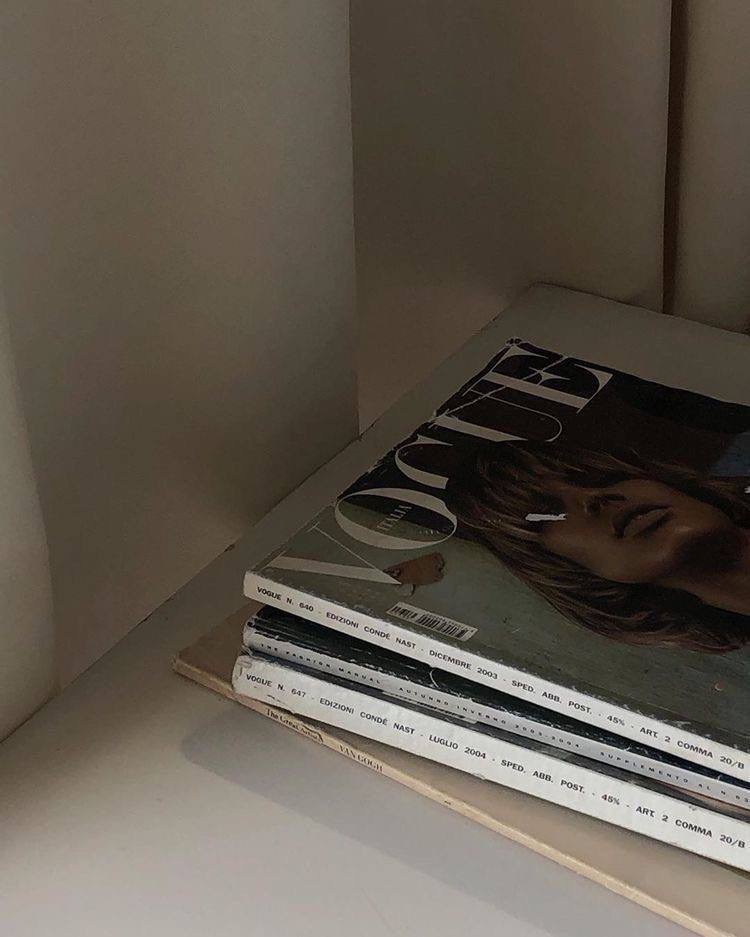 VOGUE
ITALIA
VOGUE N. 640 - EDIZIONI CONDÉ NAST - DICEMBRE 2003 - SPED. ABB. POST. - 45% - ART. 2 COMMA 20/B
THE FASHION MANUAL AUTUNNO-INVERNO 2003-2004 SUPPLEMENTO AL N.
VOGUE N. 647 - EDIZIONI CONDÉ NAST - LUGLIO 2004 - SPED. ABB. POST. - 45% - ART. 2 COMMA 20/B
The Great Artists VAN GOGH